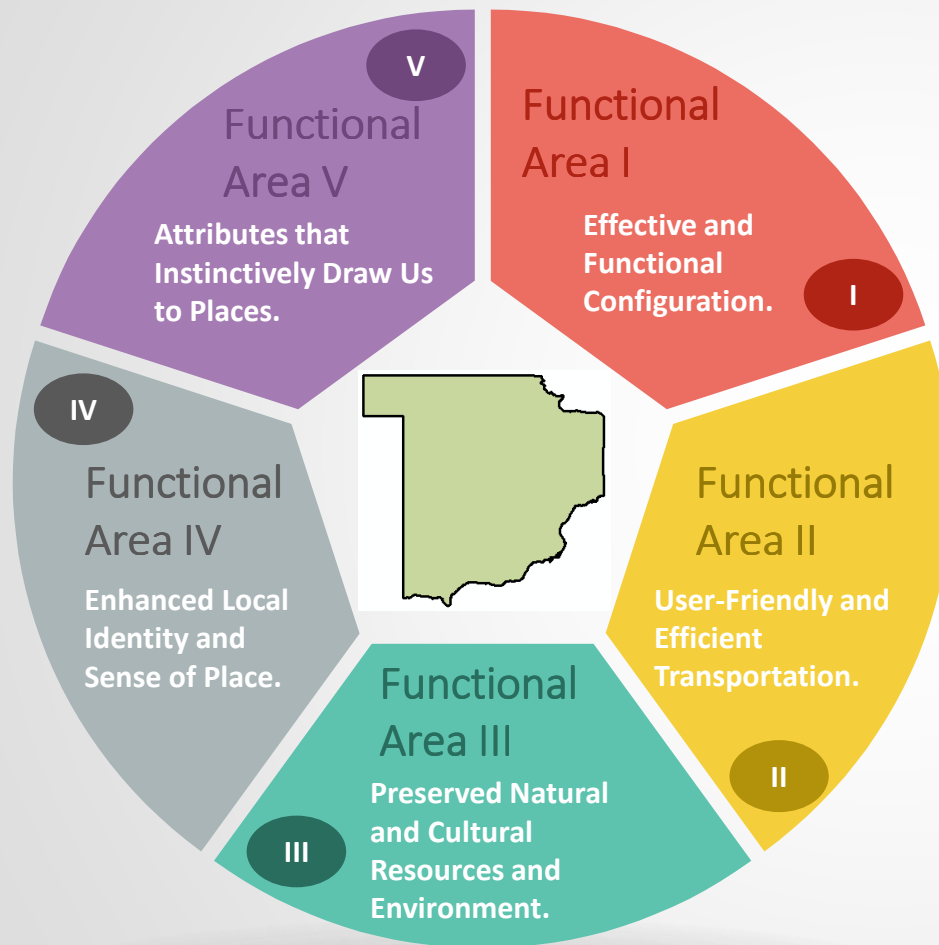 I
Functional
Area I
Effective and
Functional
Configuration.
II
Functional
Area II
User-Friendly and
Efficient
Transportation.
III
Functional
Area III
Preserved Natural
and Cultural
Resources and
Environment.
IV
Functional
Area IV
Enhanced Local
Identity and
Sense of Place.
V
Functional
Area V
Attributes that
Instinctively Draw Us
to Places.